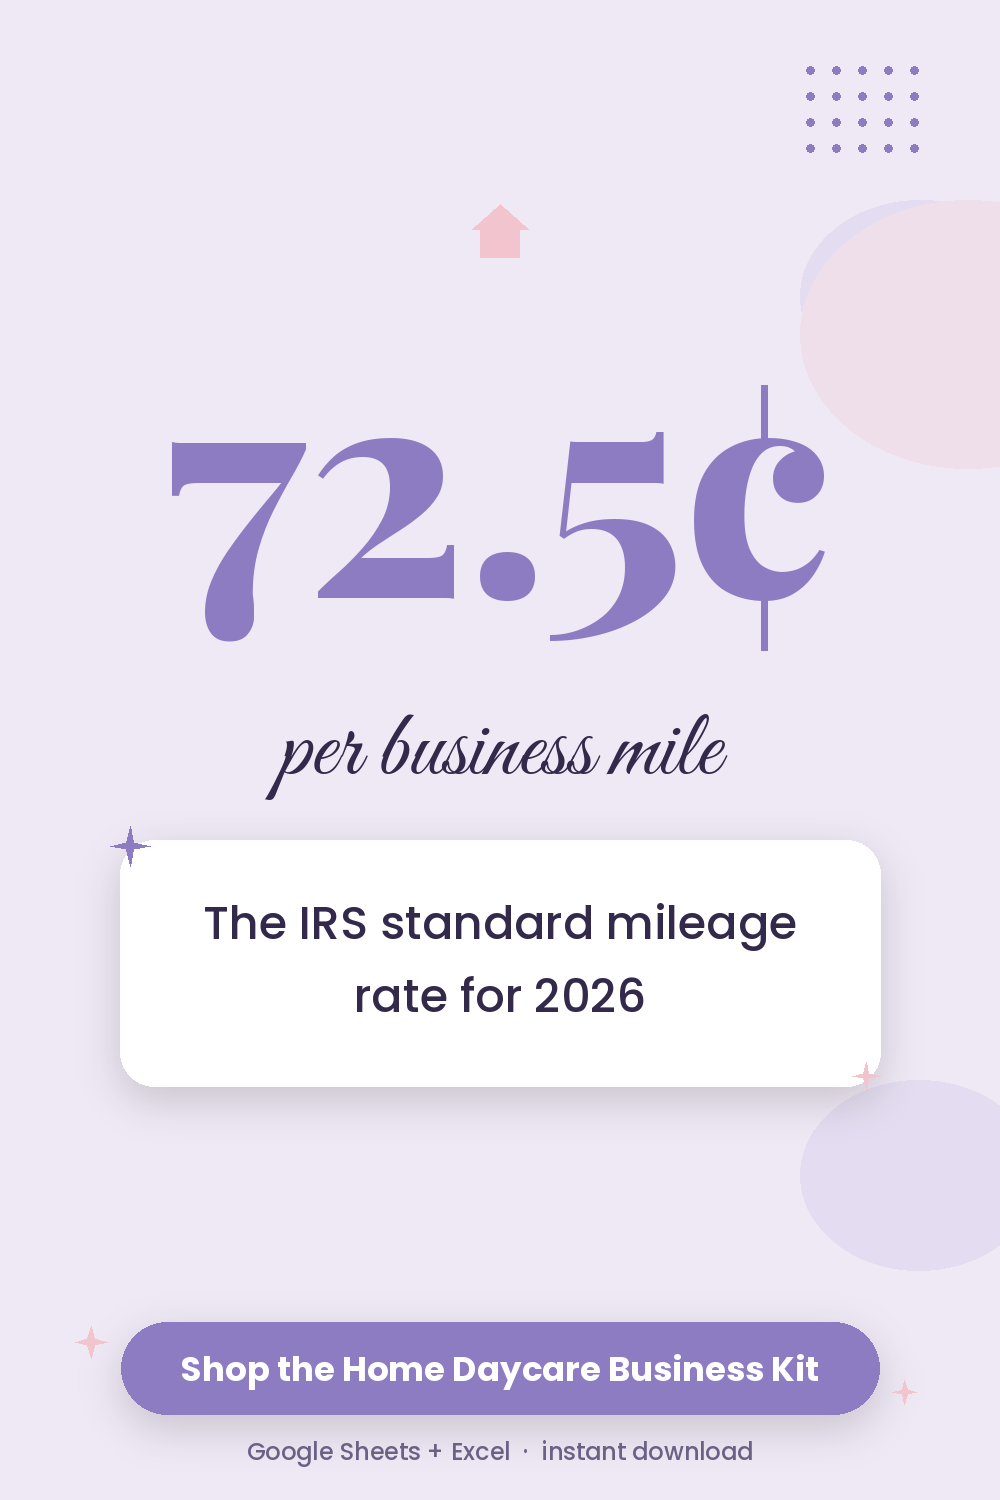 72.5¢
per business mile
The IRS standard mileage
rate for 2026
Shop the Home Daycare Business Kit
Google Sheets + Excel · instant download